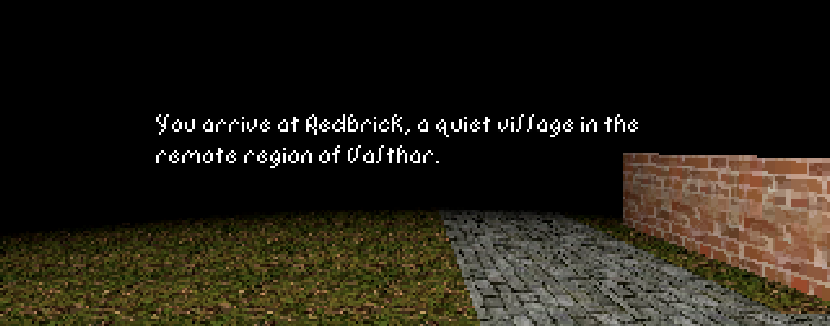 You arrive at Redbrick, a quiet village in the
remote region of Valthar.